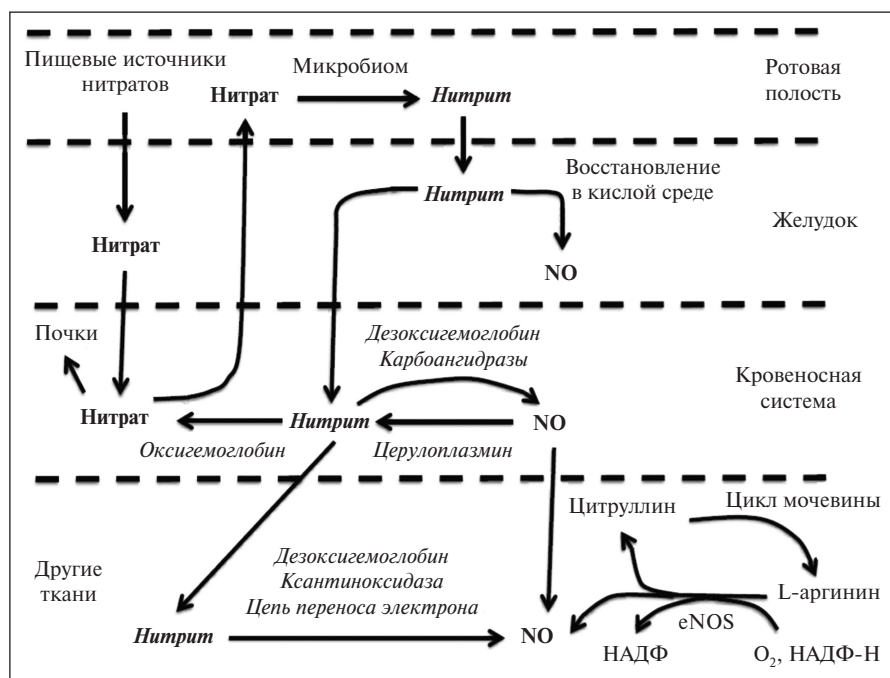 Пищевые источники
нитратов
Микробиом
Нитрат
Нитрит
Ротовая
полость
Восстановление
в кислой среде
Нитрит
Желудок
Нитрат
NO
Почки
Дезоксигемоглобин
Карбоангидразы
Кровеносная
система
Нитрат
Нитрит
NO
Оксигемоглобин
Церулоплазмин
Цитруллин
Цикл мочевины
Другие
ткани
Дезоксигемоглобин
Ксантиноксидаза
Цепь переноса электрона
L-аргинин
eNOS
Нитрит
NO
НАДФ
O₂, НАДФ-Н